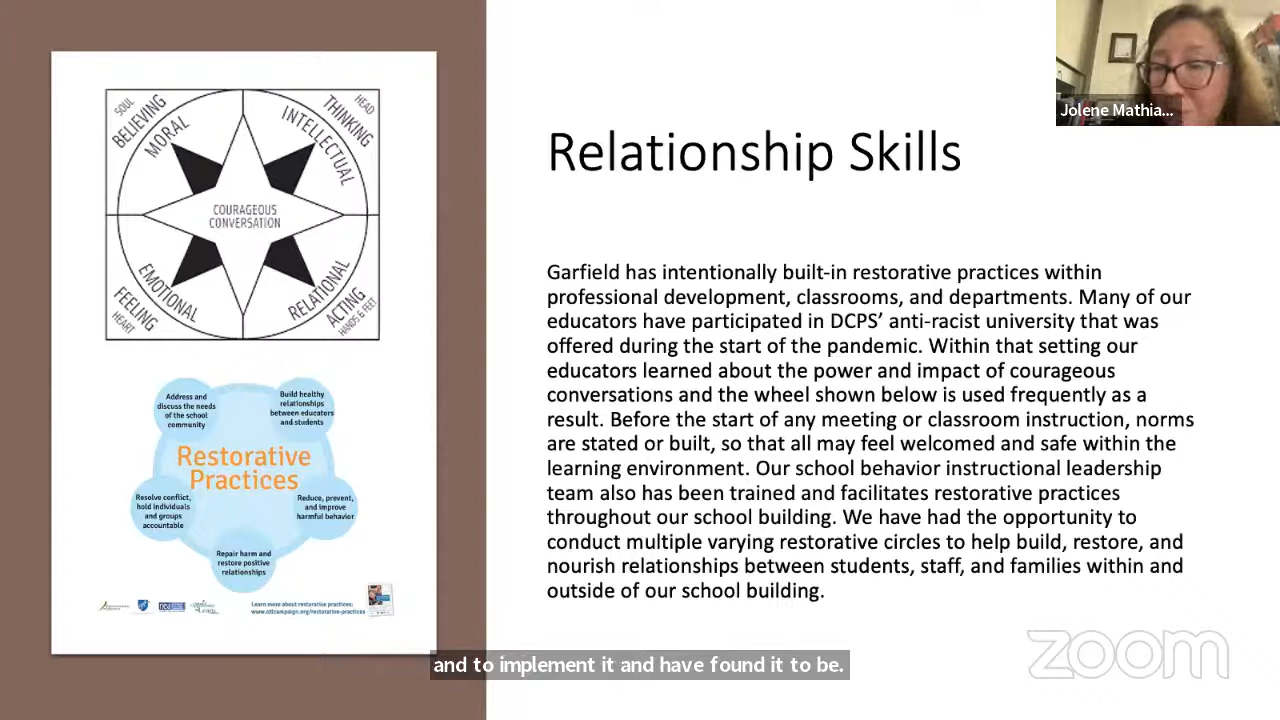 SOUL
BELIEVING
MORAL
HEAD
THINKING
INTELLECTUAL
COURAGEOUS
CONVERSATION
EMOTIONAL
FEELING
HEART
RELATIONAL
ACTING
HANDS & FEET
Address and
discuss the needs
of the school
community
Build healthy
relationships
between educators
and students
Restorative
Practices
Resolve conflict,
hold individuals
and groups
accountable
Reduce, prevent,
and improve
harmful behavior
Repair harm and
restore positive
relationships
Learn more about restorative practices:
www.otlcampaign.org/restorative-practices
Jolene Mathia...
Relationship Skills
Garfield has intentionally built-in restorative practices within
professional development, classrooms, and departments. Many of our
educators have participated in DCPS’ anti-racist university that was
offered during the start of the pandemic. Within that setting our
educators learned about the power and impact of courageous
conversations and the wheel shown below is used frequently as a
result. Before the start of any meeting or classroom instruction, norms
are stated or built, so that all may feel welcomed and safe within the
learning environment. Our school behavior instructional leadership
team also has been trained and facilitates restorative practices
throughout our school building. We have had the opportunity to
conduct multiple varying restorative circles to help build, restore, and
nourish relationships between students, staff, and families within and
outside of our school building.
and to implement it and have found it to be.
zoom